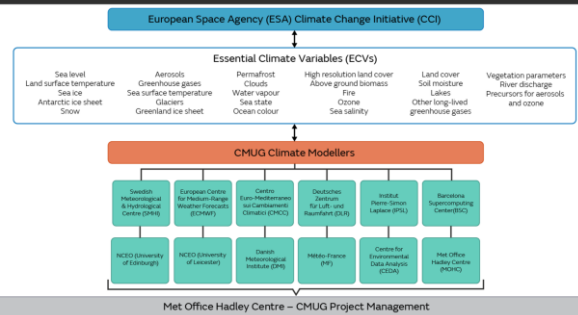 European Space Agency (ESA) Climate Change Initiative (CCI)
Essential Climate Variables (ECVs)
Sea level
Land surface temperature
Sea ice
Antarctic ice sheet
Snow
Aerosols
Greenhouse gases
Sea surface temperature
Glaciers
Greenland ice sheet
Permafrost
Clouds
Water vapour
Sea state
Ocean colour
High resolution land cover
Above ground biomass
Fire
Ozone
Sea salinity
Land cover
Soil moisture
Lakes
Other long-lived
greenhouse gases
Vegetation parameters
River discharge
Precursors for aerosols
and ozone
CMUG Climate Modellers
Swedish
Meteorological
& Hydrological
Centre (SMHI)
European Centre
for Medium-Range
Weather Forecasts
(ECMWF)
Centro
Euro-Mediterraneo
sui Cambiamenti
Climatici (CMCC)
Deutsches
Zentrum
für Luft- und
Raumfahrt (DLR)
Institut
Pierre-Simon
Laplace (IPSL)
Barcelona
Supercomputing
Center(BSC)
NCEO (University
of Edinburgh)
NCEO (University
of Leicester)
Danish
Meteorological
Institute (DMI)
Météo-France
(MF)
Centre for
Environmental
Data Analysis
(CEDA)
Met Office
Hadley Centre
(MOHC)
Met Office Hadley Centre – CMUG Project Management